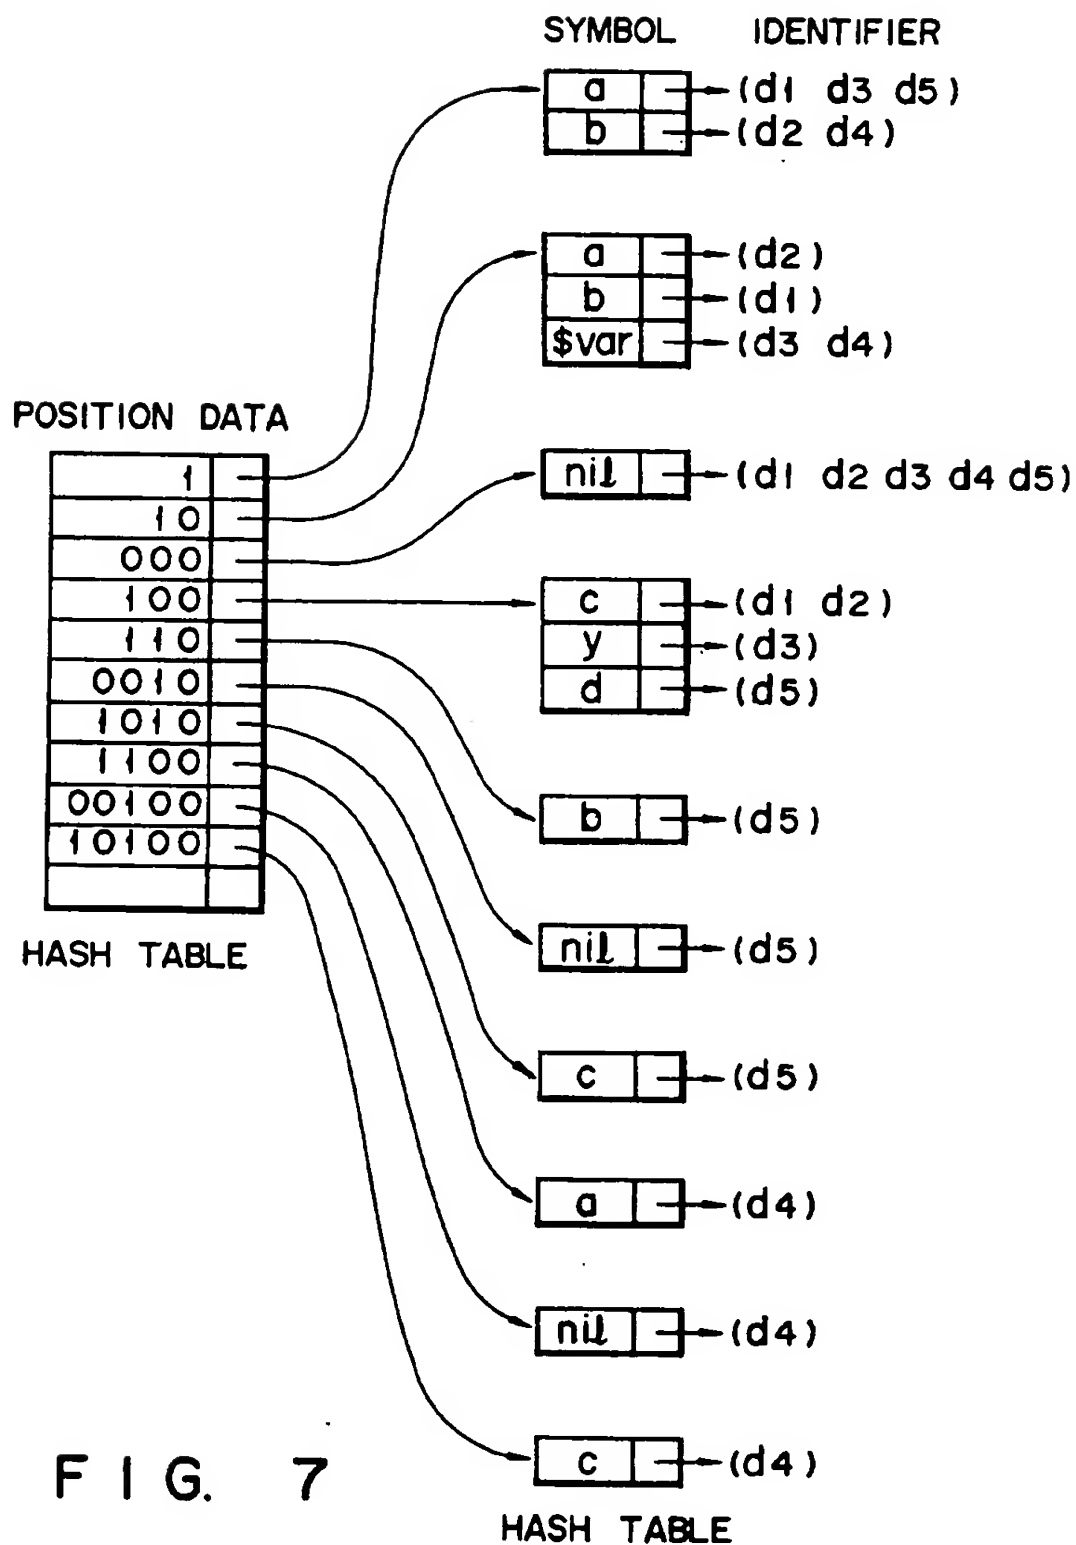 SYMBOL IDENTIFIER
a (d1 d3 d5)
b (d2 d4)
a (d2)
b (d1)
$var (d3 d4)
POSITION DATA
1
10
000
100
110
0010
1010
1100
00100
10100
HASH TABLE
nil (d1 d2 d3 d4 d5)
c (d1 d2)
y (d3)
d (d5)
b (d5)
nil (d5)
c (d5)
a (d4)
nil (d4)
c (d4)
HASH TABLE
FIG. 7